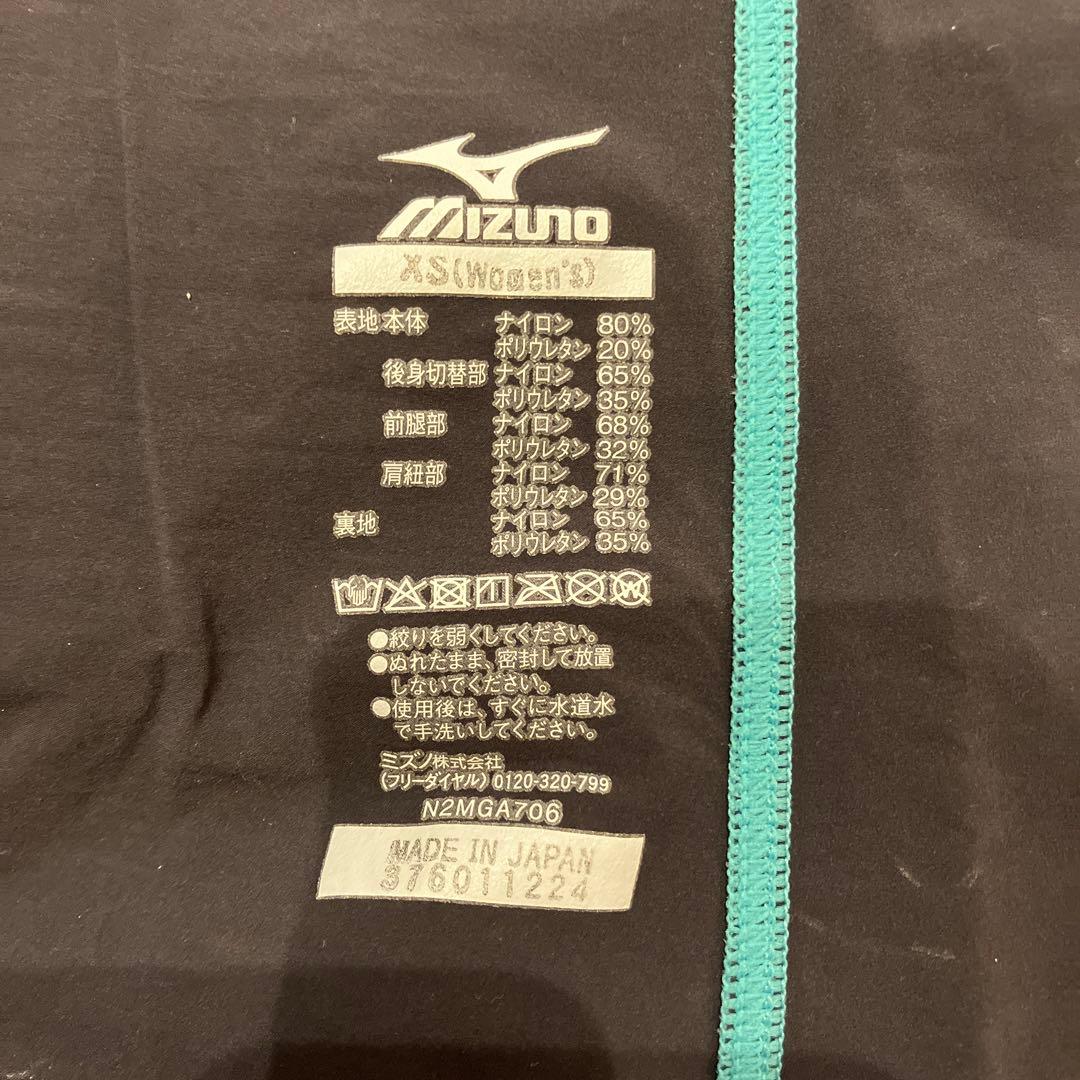 MIZUNO
XS(Women's)
表地 本体 ナイロン 80%
ポリウレタン 20%
後身切替部 ナイロン 65%
ポリウレタン 35%
前腿部 ナイロン 68%
ポリウレタン 32%
肩紐部 ナイロン 71%
ポリウレタン 29%
裏地 ナイロン 65%
ポリウレタン 35%
●絞りを弱くしてください。
●ぬれたまま、密封して放置
しないでください。
●使用後は、すぐに水道水
で手洗いしてください。
ミズノ株式会社
(フリーダイヤル) 0120-320-799
N2MGA706
MADE IN JAPAN
376011224